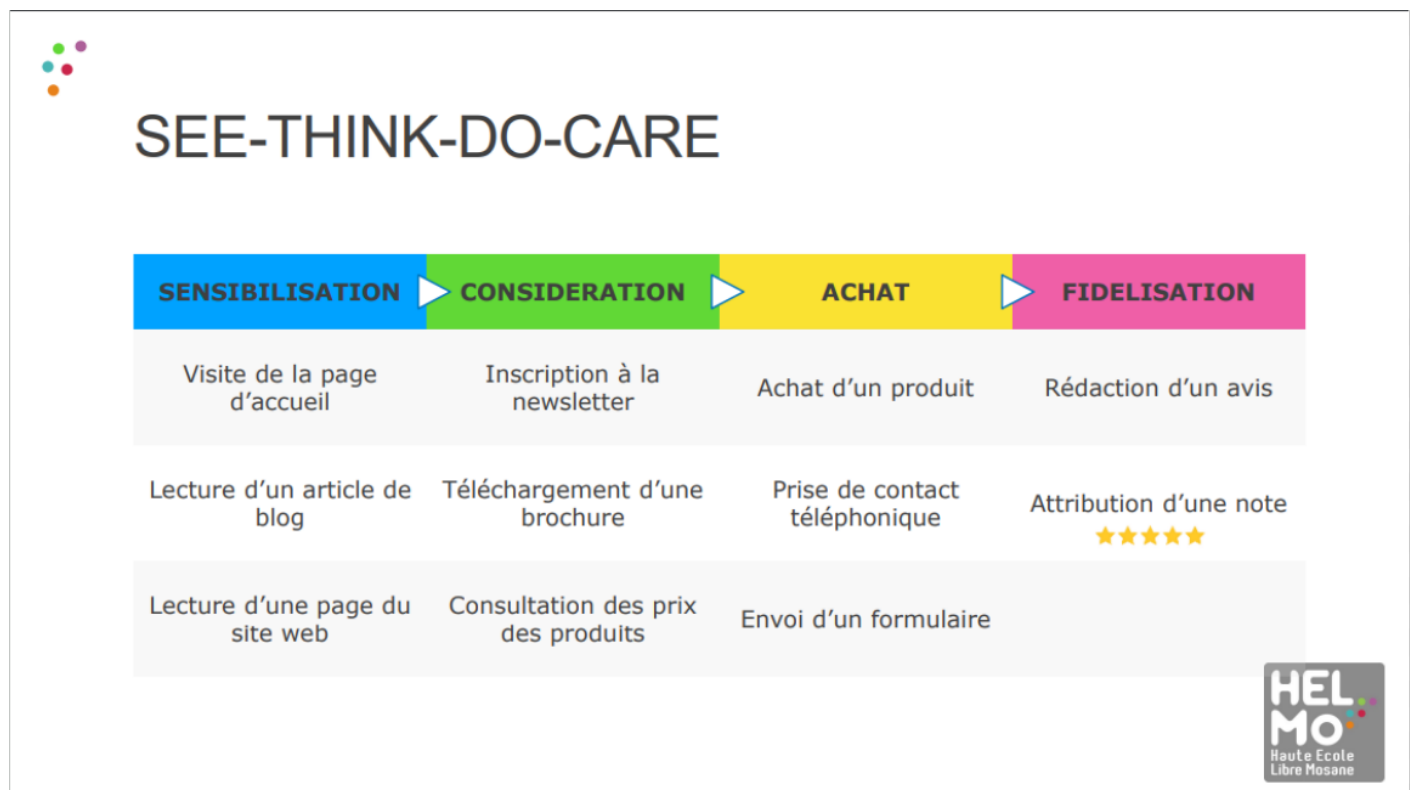 SEE-THINK-DO-CARE
SENSIBILISATION
CONSIDERATION
ACHAT
FIDELISATION
Visite de la page
d’accueil
Inscription à la
newsletter
Achat d’un produit
Rédaction d’un avis
Lecture d’un article de
blog
Téléchargement d’une
brochure
Prise de contact
téléphonique
Attribution d’une note
Lecture d’une page du
site web
Consultation des prix
des produits
Envoi d’un formulaire
HEL
MO
Haute Ecole
Libre Mosane